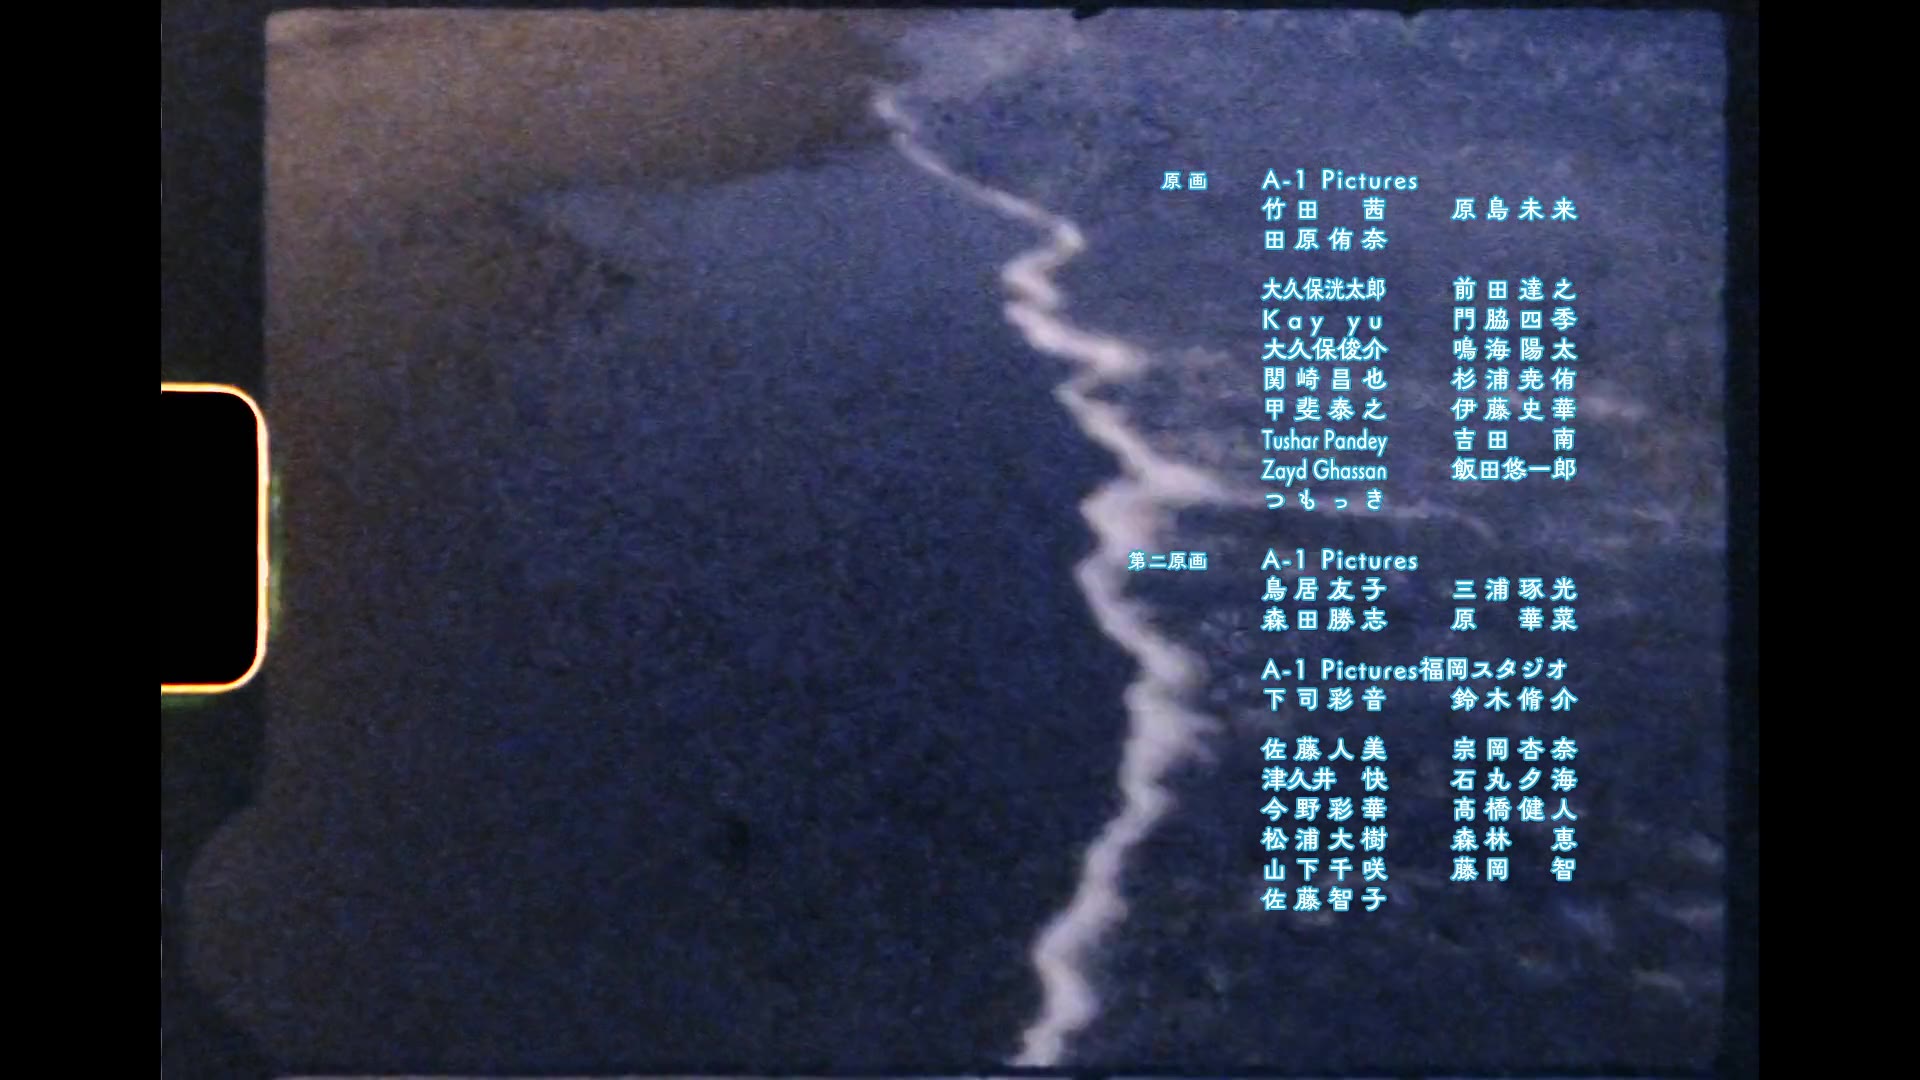 原画 A-1 Pictures
竹田 茜 原島未来
田原侑奈
大久保洸太郎 前田達之
Kay yu 門脇四季
大久保俊介 鳴海陽太
関崎昌也 杉浦尭侑
甲斐泰之 伊藤史華
Tushar Pandey 吉田 南
Zayd Ghassan 飯田悠一郎
つもっき
第二原画 A-1 Pictures
鳥居友子 三浦琢光
森田勝志 原 華菜
A-1 Pictures福岡スタジオ
下司彩音 鈴木脩介
佐藤人美 宗岡杏奈
津久井 快 石丸夕海
今野彩華 髙橋健人
松浦大樹 森林 恵
山下千咲 藤岡 智
佐藤智子